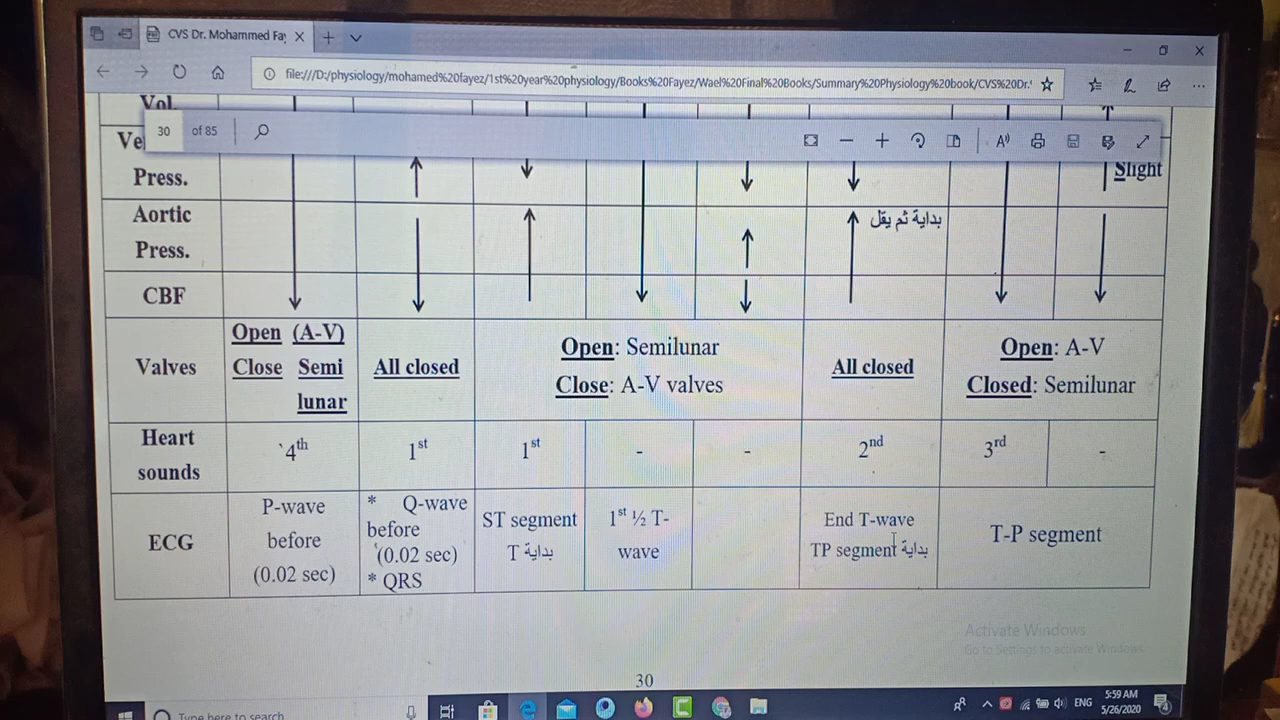 CVS Dr. Mohammed Fay
file:///D:/physiology/mohamed%20fayez/1st%20year%20physiology/Books%20Fayez/Wael%20Final%20Books/Summary%20Physiology%20book/CVS%20Dr.
Vol.
30 of 85
Ve
Press.
Slight
Aortic
Press.
بداية ثم يقل
CBF
Valves
Open (A-V)
Close Semi
lunar
All closed
Open: Semilunar
Close: A-V valves
All closed
Open: A-V
Closed: Semilunar
Heart
sounds
`4th
1st
1st
-
-
2nd
3rd
-
ECG
P-wave
before
(0.02 sec)
* Q-wave
before
(0.02 sec)
* QRS
ST segment
بداية T
1st ½ T-
wave
End T-wave
بداية TP segment
T-P segment
Activate Windows
Go to Settings to activate Windows.
30
Type here to search
ENG
5:59 AM
5/26/2020